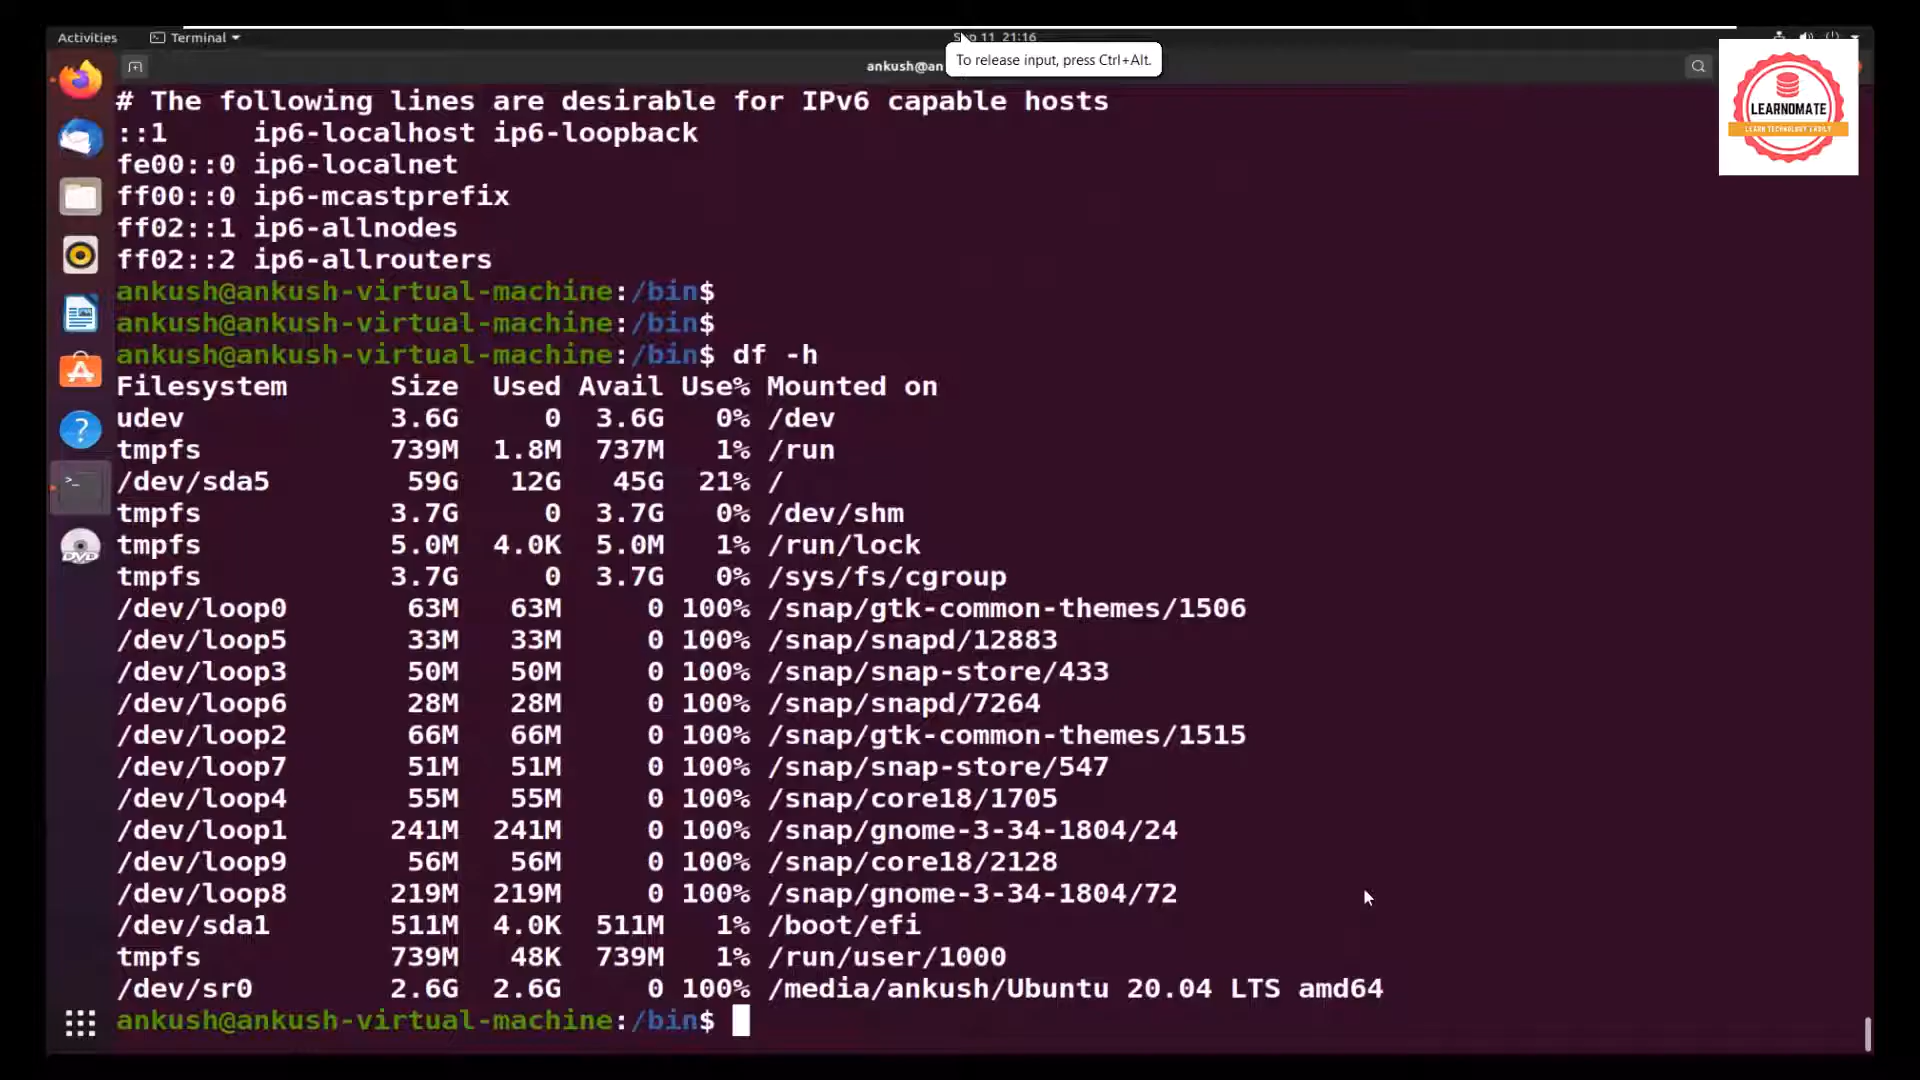 Activities Terminal
11 21:16
ankush@an
To release input, press Ctrl+Alt.
LEARNOMATE
LEARN TECHNOLOGY EASILY
# The following lines are desirable for IPv6 capable hosts
::1     ip6-localhost ip6-loopback
fe00::0 ip6-localnet
ff00::0 ip6-mcastprefix
ff02::1 ip6-allnodes
ff02::2 ip6-allrouters
ankush@ankush-virtual-machine:/bin$
ankush@ankush-virtual-machine:/bin$
ankush@ankush-virtual-machine:/bin$ df -h
Filesystem      Size  Used Avail Use% Mounted on
udev            3.6G     0  3.6G   0% /dev
tmpfs           739M  1.8M  737M   1% /run
/dev/sda5        59G   12G   45G  21% /
tmpfs           3.7G     0  3.7G   0% /dev/shm
tmpfs           5.0M  4.0K  5.0M   1% /run/lock
tmpfs           3.7G     0  3.7G   0% /sys/fs/cgroup
/dev/loop0       63M   63M     0 100% /snap/gtk-common-themes/1506
/dev/loop5       33M   33M     0 100% /snap/snapd/12883
/dev/loop3       50M   50M     0 100% /snap/snap-store/433
/dev/loop6       28M   28M     0 100% /snap/snapd/7264
/dev/loop2       66M   66M     0 100% /snap/gtk-common-themes/1515
/dev/loop7       51M   51M     0 100% /snap/snap-store/547
/dev/loop4       55M   55M     0 100% /snap/core18/1705
/dev/loop1      241M  241M     0 100% /snap/gnome-3-34-1804/24
/dev/loop9       56M   56M     0 100% /snap/core18/2128
/dev/loop8      219M  219M     0 100% /snap/gnome-3-34-1804/72
/dev/sda1       511M  4.0K  511M   1% /boot/efi
tmpfs           739M   48K  739M   1% /run/user/1000
/dev/sr0        2.6G  2.6G     0 100% /media/ankush/Ubuntu 20.04 LTS amd64
ankush@ankush-virtual-machine:/bin$